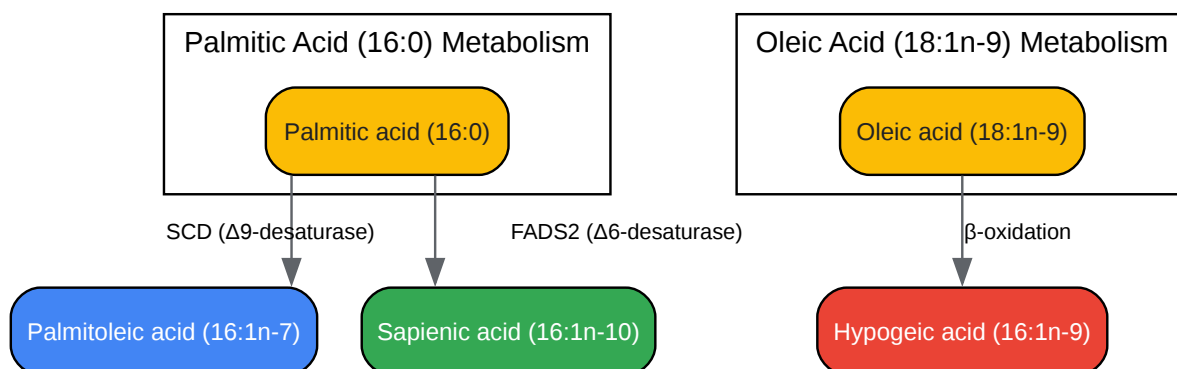 Palmitic Acid (16:0) Metabolism
Oleic Acid (18:1n-9) Metabolism
Palmitic acid (16:0)
Oleic acid (18:1n-9)
SCD (Δ9-desaturase)
FADS2 (Δ6-desaturase)
β-oxidation
Palmitoleic acid (16:1n-7)
Sapienic acid (16:1n-10)
Hypogeic acid (16:1n-9)